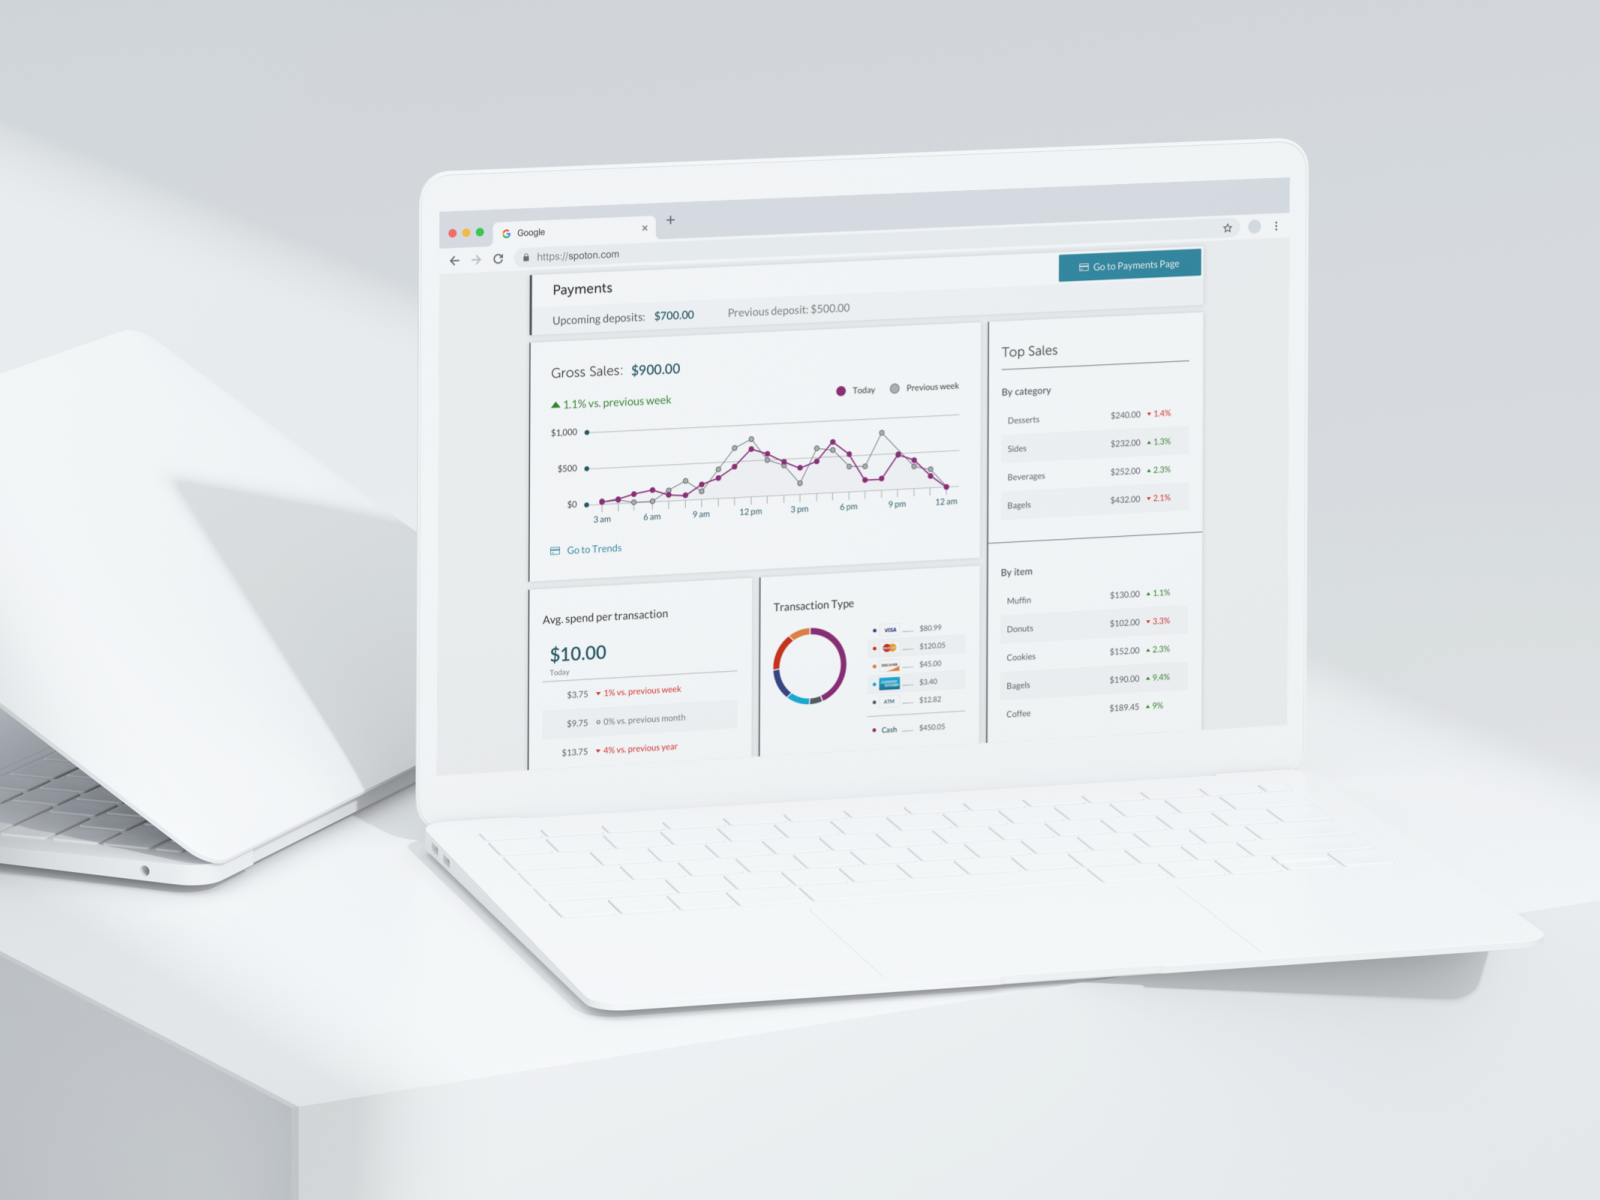 Google
https://spoton.com
Payments
Go to Payments Page
Upcoming deposits: $700.00 Previous deposit: $500.00
Gross Sales: $900.00
1.1% vs. previous week
Today Previous week
$1,000
$500
$0
3 am 6 am 9 am 12 pm 3 pm 6 pm 9 pm 12 am
Go to Trends
Top Sales
By category
Desserts $240.00 1.4%
Sides $232.00 1.3%
Beverages $252.00 2.3%
Bagels $432.00 2.1%
By item
Muffin $130.00 1.1%
Donuts $102.00 3.3%
Cookies $152.00 2.3%
Bagels $190.00 9.4%
Coffee $189.45 9%
Avg. spend per transaction
$10.00
Today
$3.75 1% vs. previous week
$9.75 0% vs. previous month
$13.75 4% vs. previous year
Transaction Type
VISA $80.99
$120.05
$45.00
$3.40
ATM $12.82
Cash $450.05